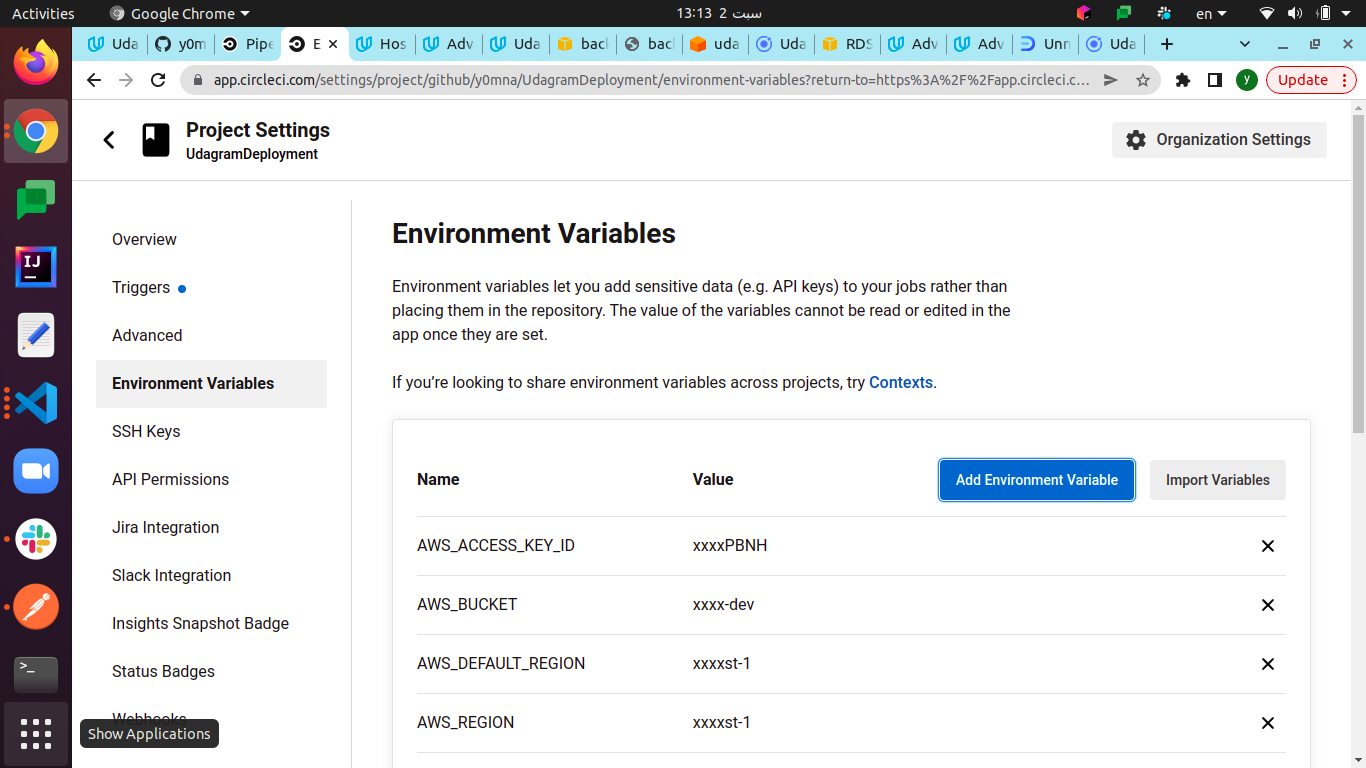 Activities
Google Chrome
13:13 2 سبت
en
Uda
y0m
Pipe
E
Hos
Adv
Uda
back
bac
uda
Uda
RDS
Adv
Adv
Unn
Uda
app.circleci.com/settings/project/github/y0mna/UdagramDeployment/environment-variables?return-to=https%3A%2F%2Fapp.circleci.c...
y
Update
Project Settings
UdagramDeployment
Organization Settings
Overview
Triggers
Advanced
Environment Variables
SSH Keys
API Permissions
Jira Integration
Slack Integration
Insights Snapshot Badge
Status Badges
Webhooks
Show Applications
Environment Variables
Environment variables let you add sensitive data (e.g. API keys) to your jobs rather than
placing them in the repository. The value of the variables cannot be read or edited in the
app once they are set.
If you’re looking to share environment variables across projects, try Contexts.
Name Value Add Environment Variable Import Variables
AWS_ACCESS_KEY_ID xxxxPBNH
AWS_BUCKET xxxx-dev
AWS_DEFAULT_REGION xxxxst-1
AWS_REGION xxxxst-1
IJ